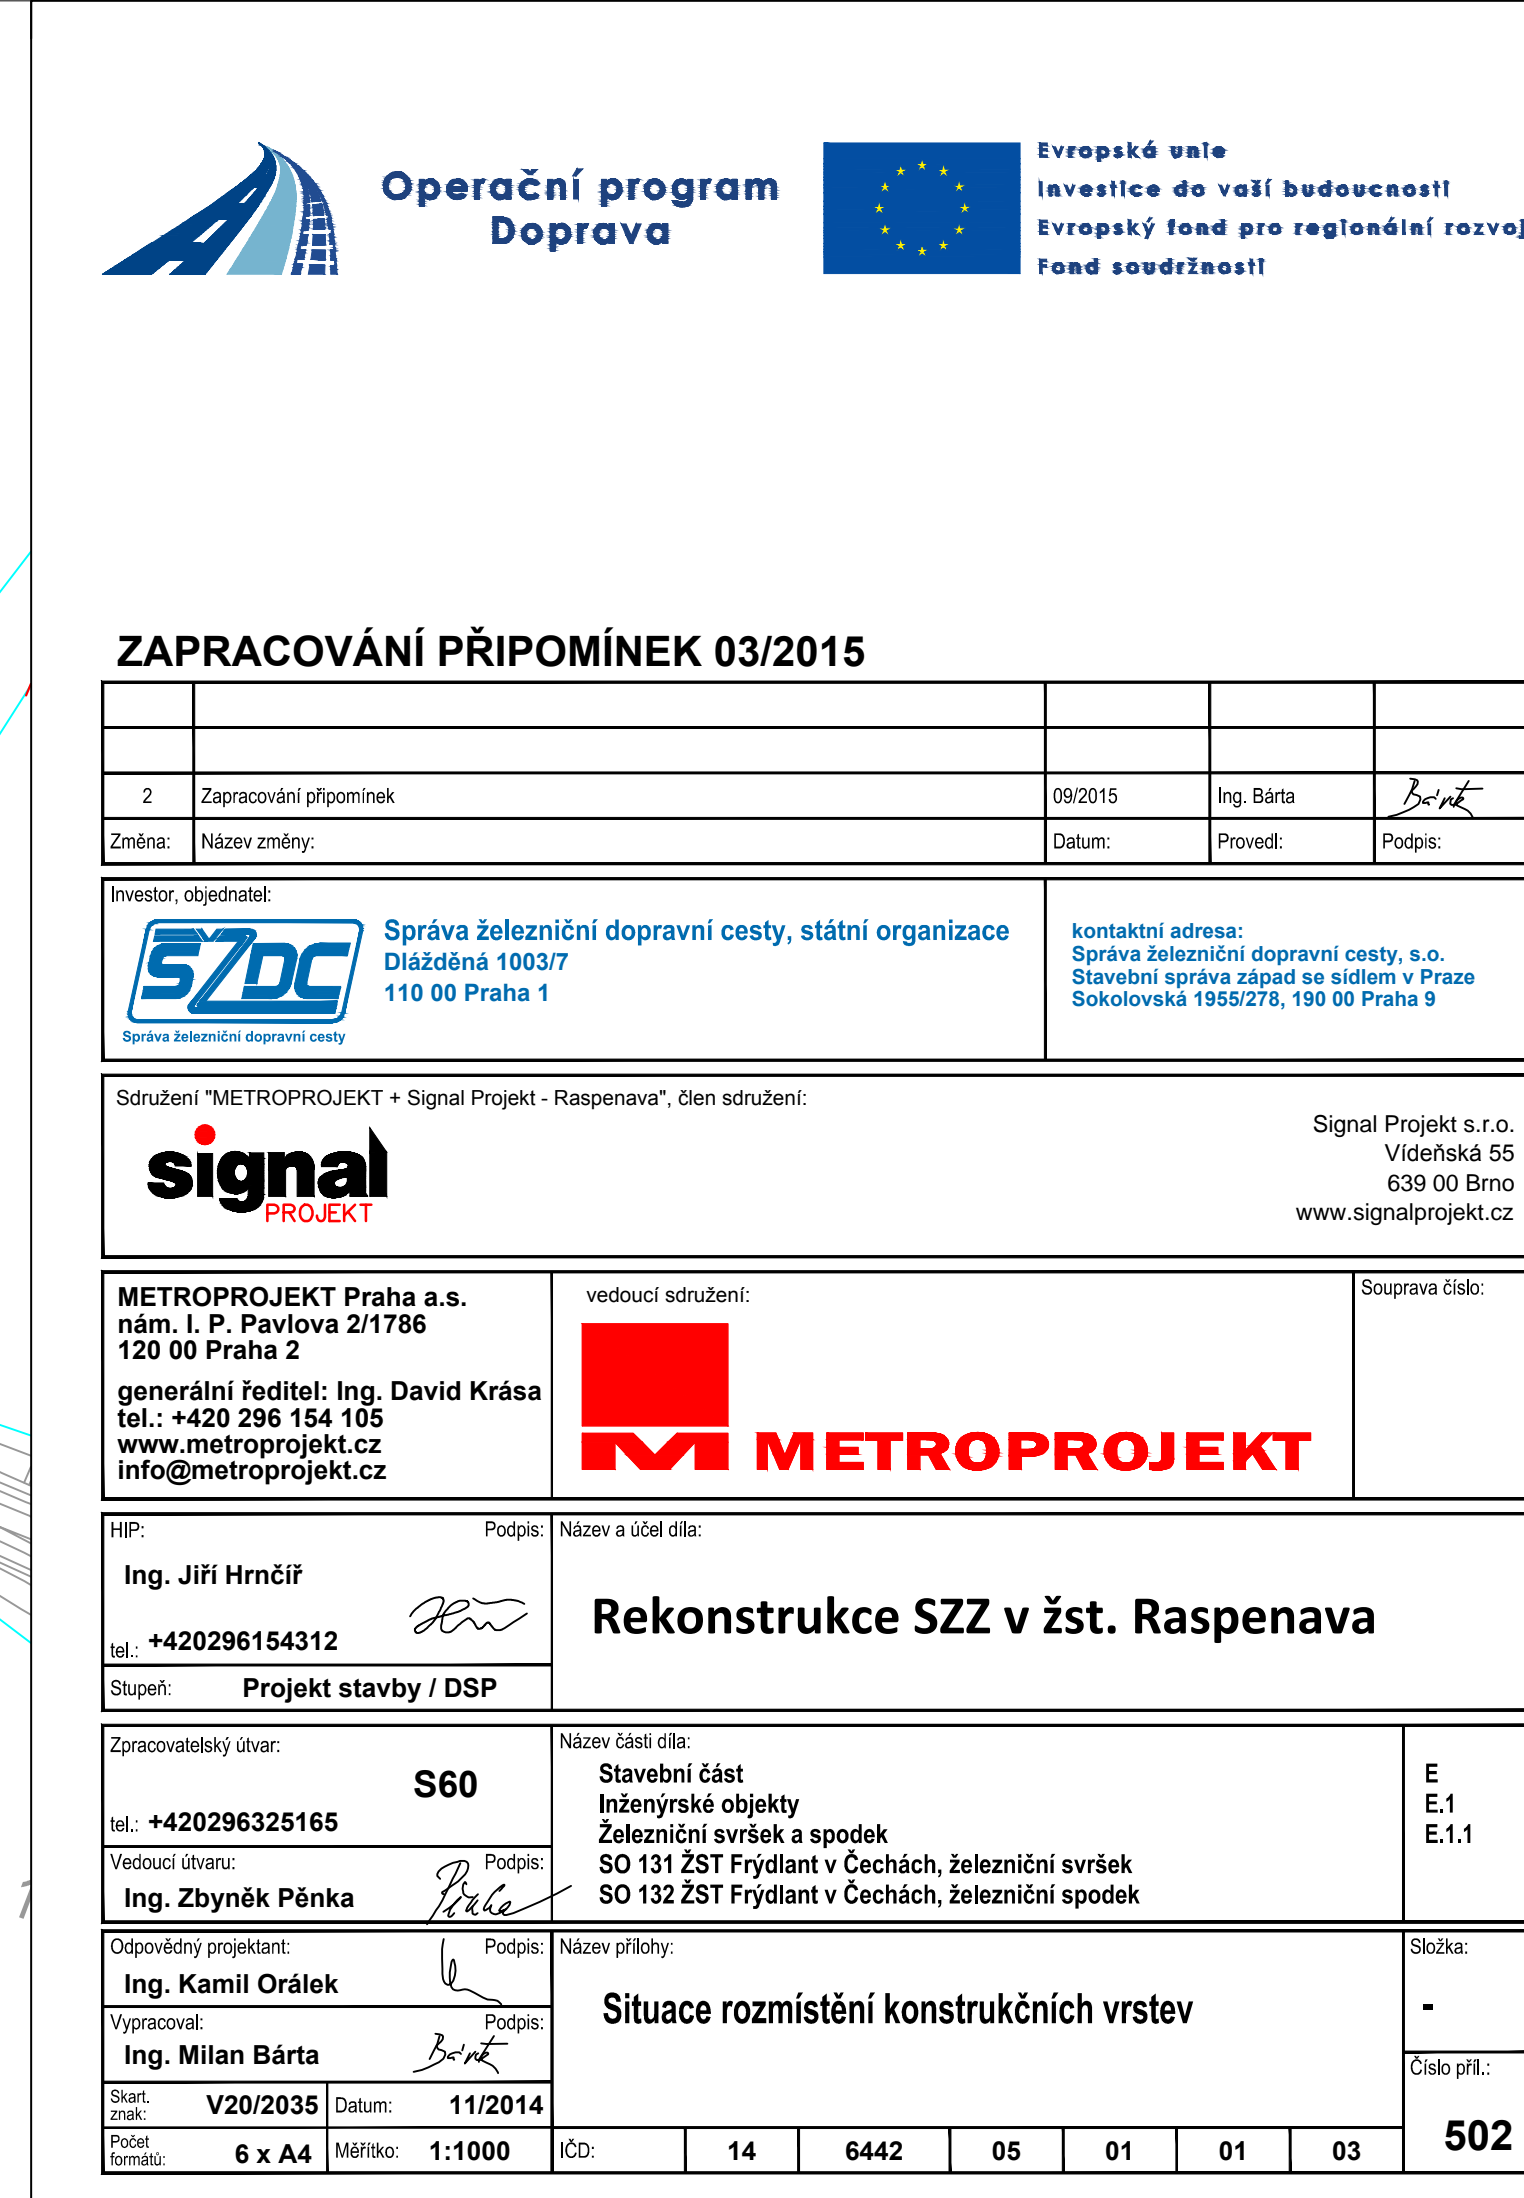 Operační program
Doprava
Evropská unie
Investice do vaší budoucnosti
Evropský fond pro regionální rozvoj
Fond soudržnosti
ZAPRACOVÁNÍ PŘIPOMÍNEK 03/2015
2 Zapracování připomínek 09/2015 Ing. Bárta Bárta
Změna: Název změny: Datum: Provedl: Podpis:
Investor, objednatel:
SŽDC
Správa železniční dopravní cesty
Správa železniční dopravní cesty, státní organizace
Dlážděná 1003/7
110 00 Praha 1
kontaktní adresa:
Správa železniční dopravní cesty, s.o.
Stavební správa západ se sídlem v Praze
Sokolovská 1955/278, 190 00 Praha 9
Sdružení "METROPROJEKT + Signal Projekt - Raspenava", člen sdružení:
signal
PROJEKT
Signal Projekt s.r.o.
Vídeňská 55
639 00 Brno
www.signalprojekt.cz
METROPROJEKT Praha a.s.
nám. I. P. Pavlova 2/1786
120 00 Praha 2
generální ředitel: Ing. David Krása
tel.: +420 296 154 105
www.metroprojekt.cz
info@metroprojekt.cz
vedoucí sdružení:
METROPROJEKT
Souprava číslo:
HIP: Podpis:
Ing. Jiří Hrnčíř
tel.: +420296154312
Stupeň: Projekt stavby / DSP
Název a účel díla:
Rekonstrukce SZZ v žst. Raspenava
Zpracovatelský útvar:
S60
tel.: +420296325165
Vedoucí útvaru: Podpis:
Ing. Zbyněk Pěnka Pěnka
Název části díla:
Stavební část E
Inženýrské objekty E.1
Železniční svršek a spodek E.1.1
SO 131 ŽST Frýdlant v Čechách, železniční svršek
SO 132 ŽST Frýdlant v Čechách, železniční spodek
Odpovědný projektant: Podpis:
Ing. Kamil Orálek
Vypracoval: Podpis:
Ing. Milan Bárta Bárta
Skart. znak: V20/2035 Datum: 11/2014
Počet formátů: 6 x A4 Měřítko: 1:1000
Název přílohy:
Situace rozmístění konstrukčních vrstev
Složka:
-
Číslo příl.:
502
IČD: 14 6442 05 01 01 03